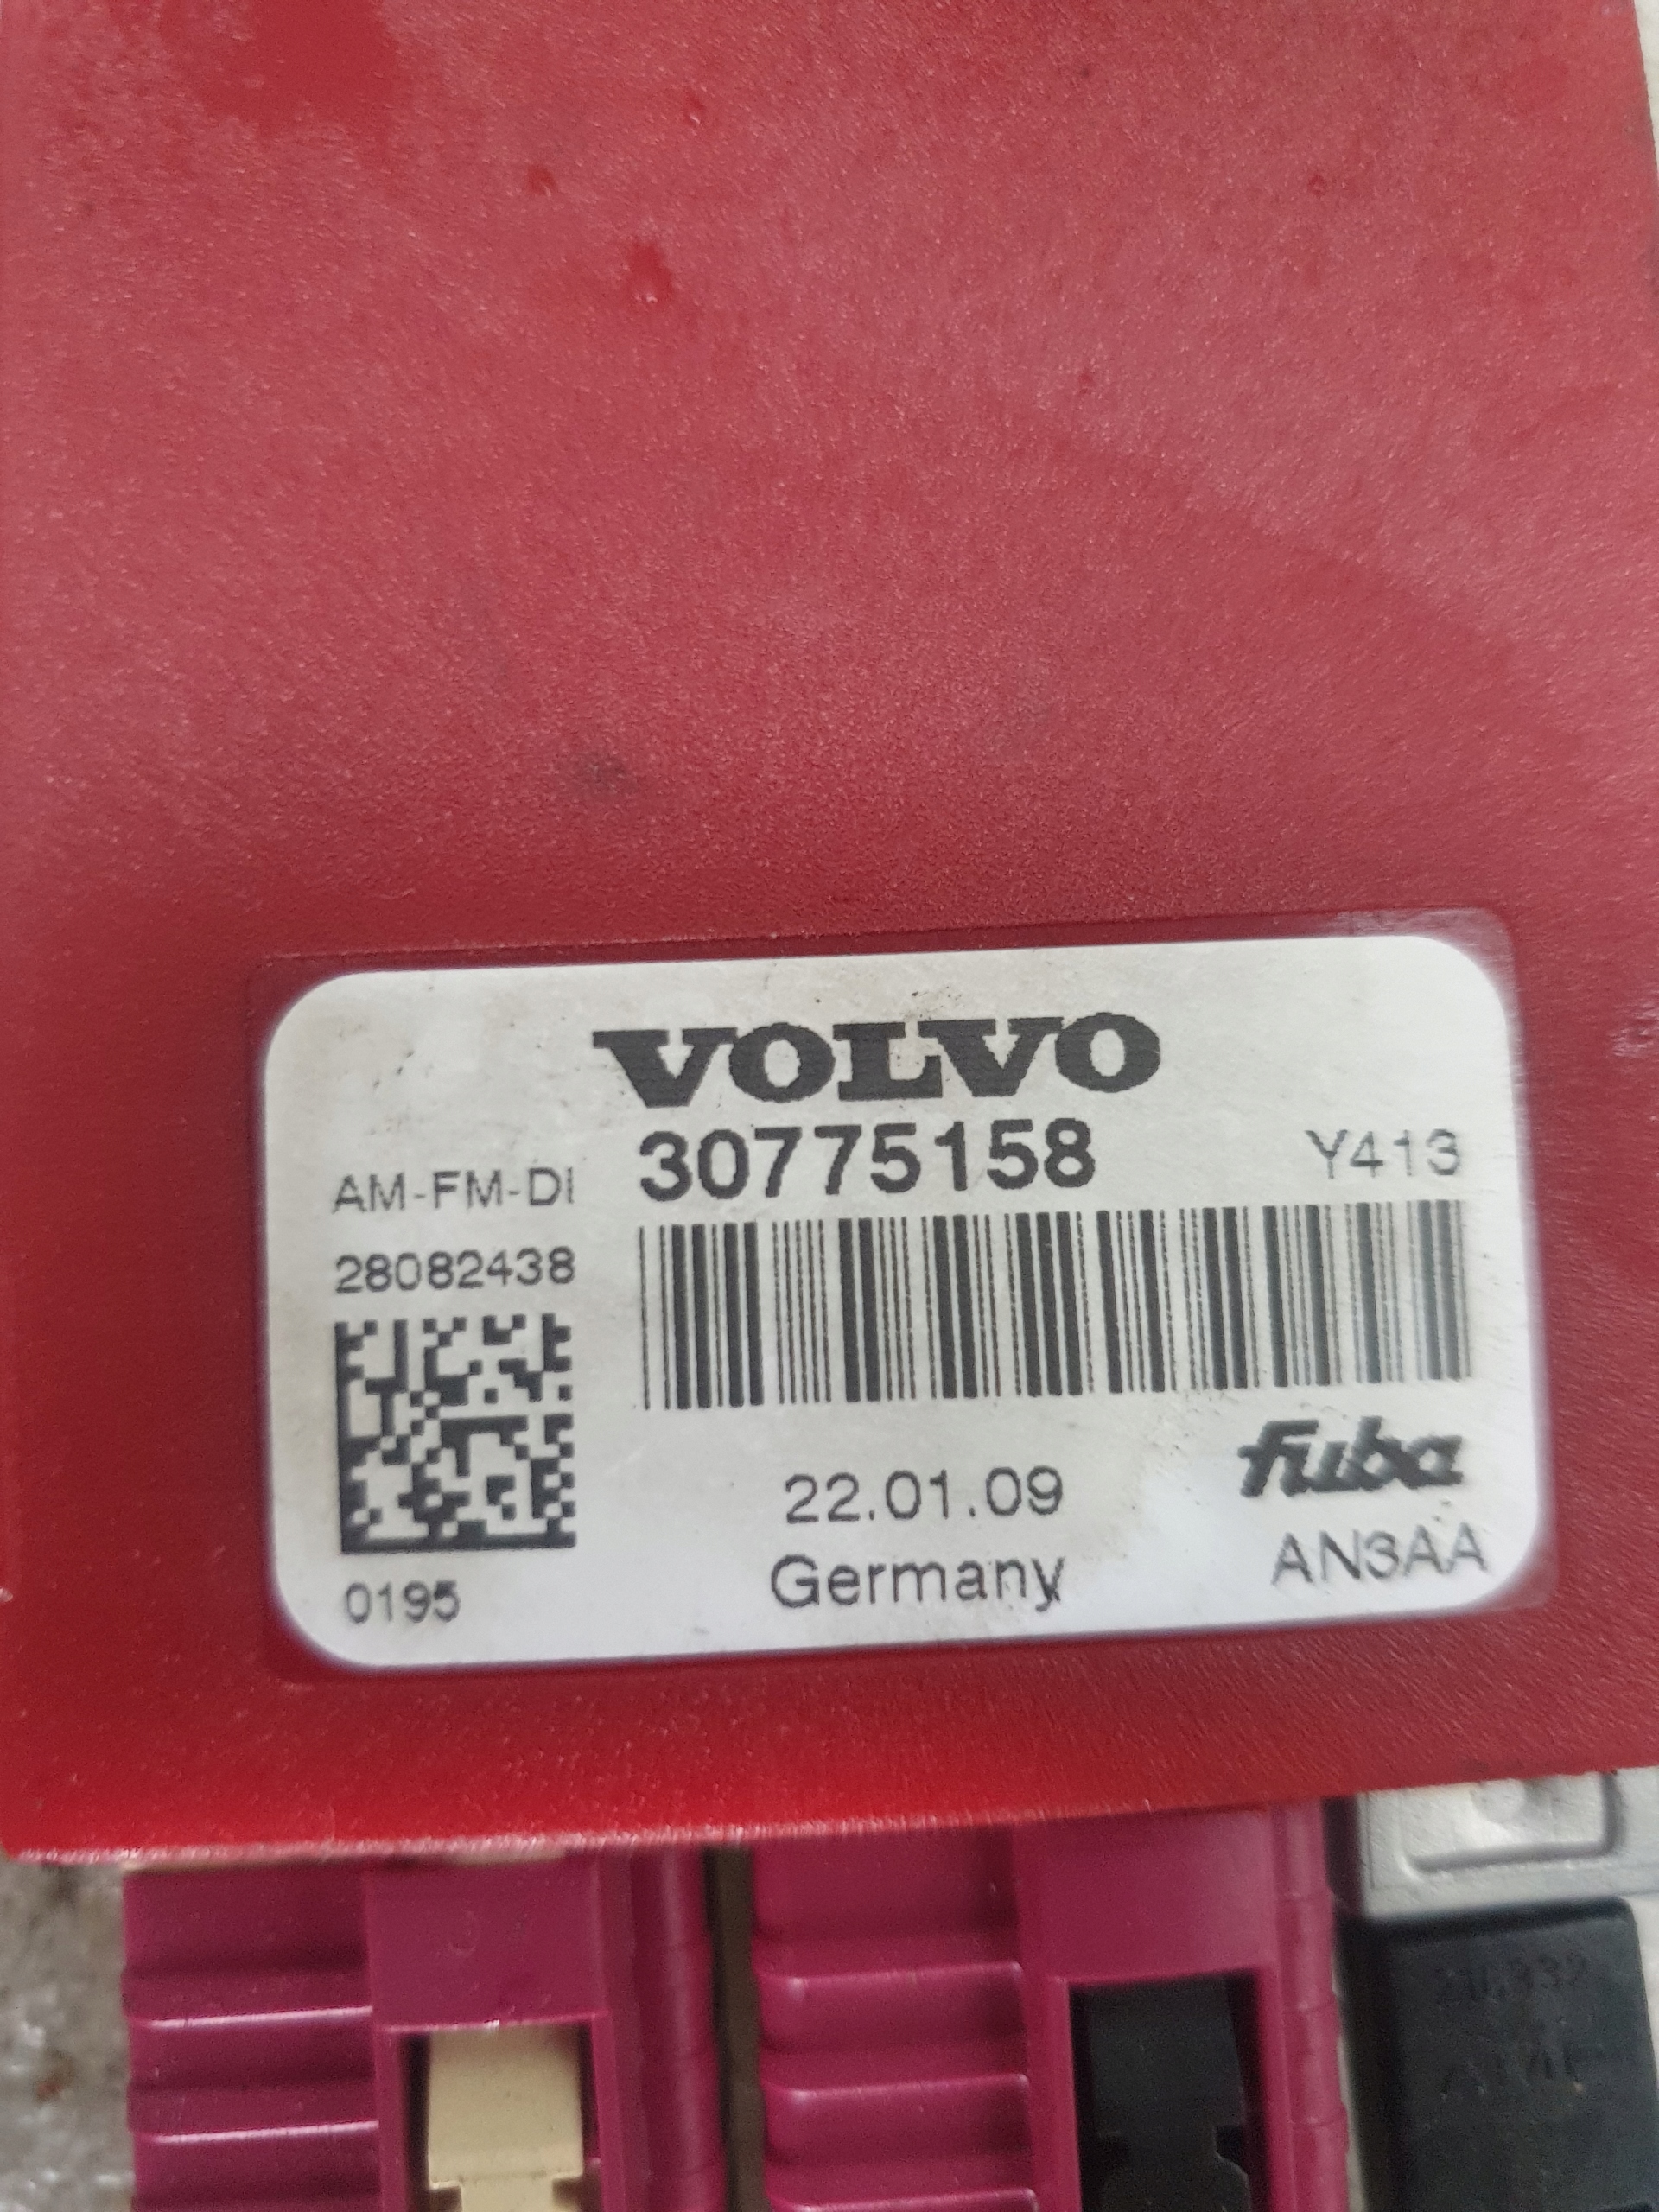 VOLVO
AM-FM-DI 30775158 Y413
28082438
fuba
22.01.09
Germany AN3AA
0195